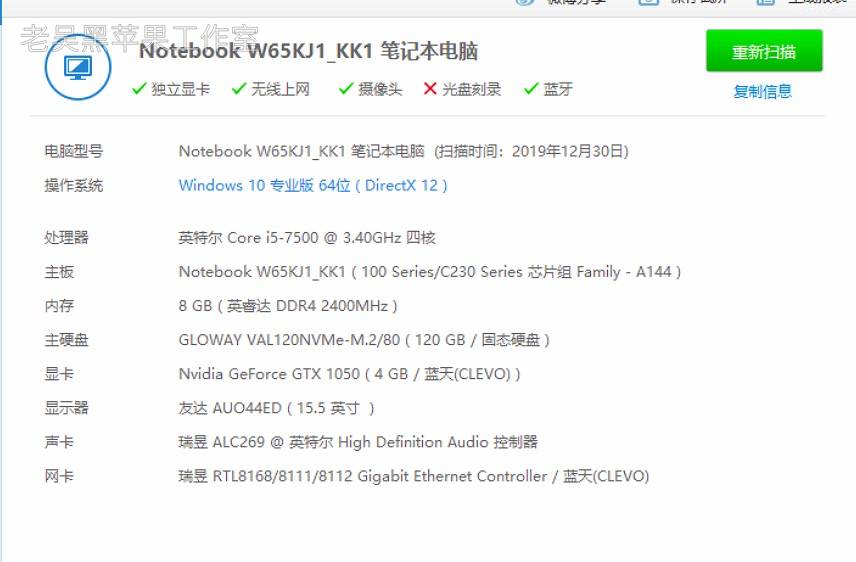 老吴黑苹果工作室
Notebook W65KJ1_KK1 笔记本电脑
重新扫描
独立显卡 无线上网 摄像头 光盘刻录 蓝牙
复制信息
电脑型号 Notebook W65KJ1_KK1 笔记本电脑 (扫描时间：2019年12月30日)
操作系统 Windows 10 专业版 64位 ( DirectX 12 )
处理器 英特尔 Core i5-7500 @ 3.40GHz 四核
主板 Notebook W65KJ1_KK1 ( 100 Series/C230 Series 芯片组 Family - A144 )
内存 8 GB ( 英睿达 DDR4 2400MHz )
主硬盘 GLOWAY VAL120NVMe-M.2/80 ( 120 GB / 固态硬盘 )
显卡 Nvidia GeForce GTX 1050 ( 4 GB / 蓝天(CLEVO) )
显示器 友达 AUO44ED ( 15.5 英寸 )
声卡 瑞昱 ALC269 @ 英特尔 High Definition Audio 控制器
网卡 瑞昱 RTL8168/8111/8112 Gigabit Ethernet Controller / 蓝天(CLEVO)